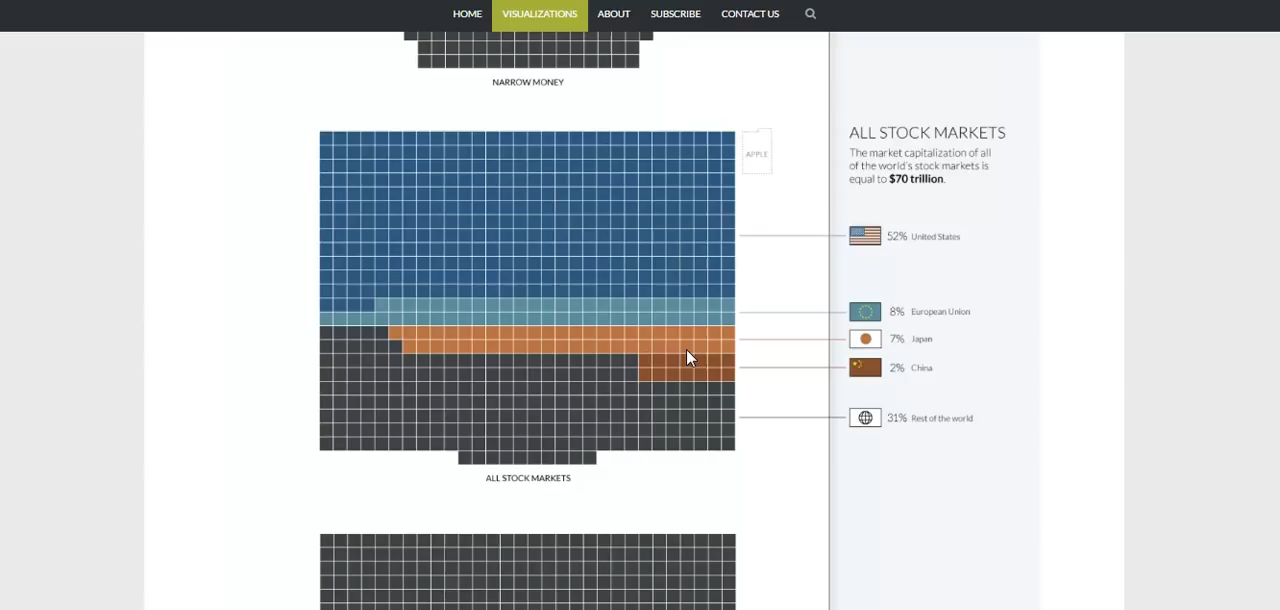 HOME VISUALIZATIONS ABOUT SUBSCRIBE CONTACT US
NARROW MONEY
APPLE
ALL STOCK MARKETS
The market capitalization of all
of the world's stock markets is
equal to $70 trillion.
52% United States
8% European Union
7% Japan
2% China
31% Rest of the world
ALL STOCK MARKETS